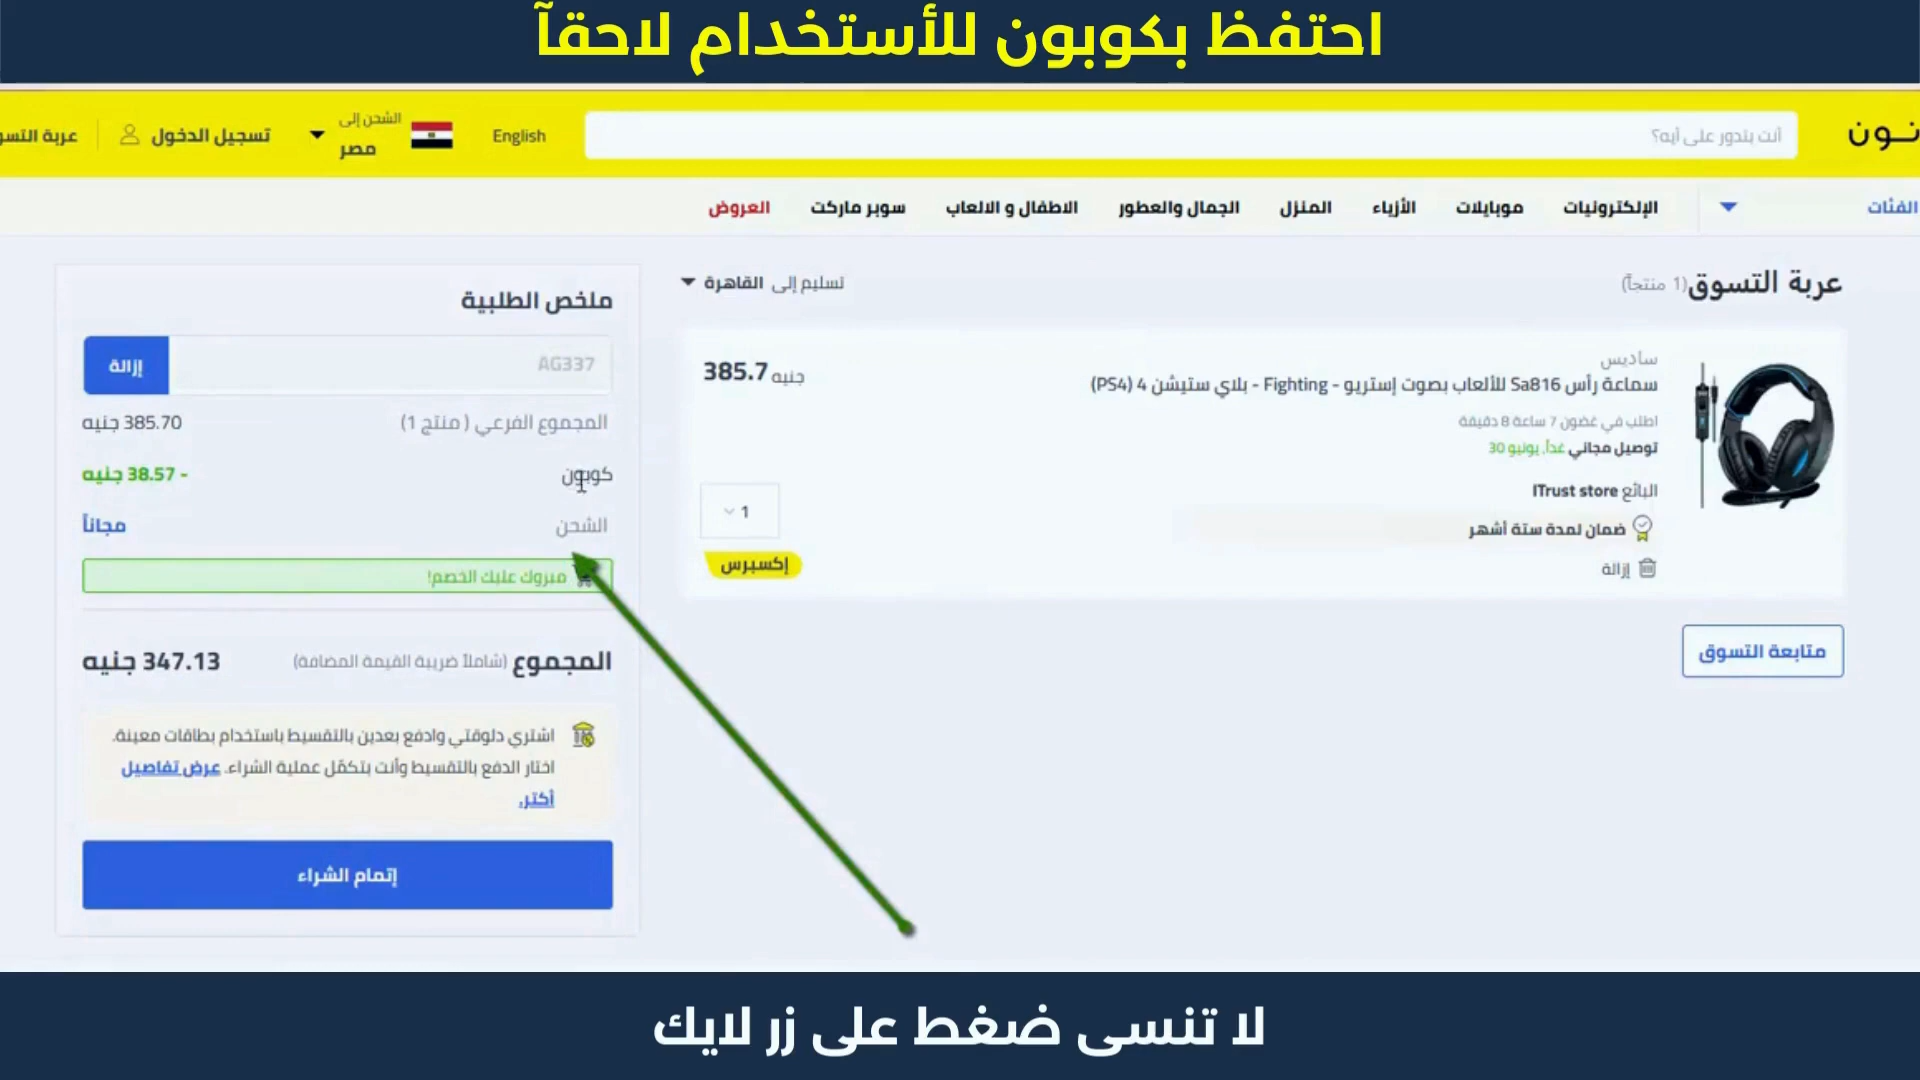 احتفظ بكوبون للأستخدام لاحقاً
نون
أنت بتدور على أيه؟
English
الشحن إلى
مصر
تسجيل الدخول
عربة التسو
الفئات
الإلكترونيات
موبايلات
الأزياء
المنزل
الجمال والعطور
الاطفال و الالعاب
سوبر ماركت
العروض
عربة التسوق (1 منتجاً)
تسليم إلى القاهرة
ساديس
سماعة رأس Sa816 للألعاب بصوت إستريو - Fighting - بلاي ستيشن 4 (PS4)
385.7 جنيه
اطلب في غضون 7 ساعة 8 دقيقة
توصيل مجاني غداً, يونيو 30
البائع ITrust store
1
ضمان لمدة ستة أشهر
إكسبرس
إزالة
متابعة التسوق
ملخص الطلبية
AG337
إزالة
المجموع الفرعي (منتج 1)
385.70 جنيه
كوبون
- 38.57 جنيه
الشحن
مجاناً
مبروك عليك الخصم!
المجموع (شاملاً ضريبة القيمة المضافة)
347.13 جنيه
اشتري دلوقتي وادفع بعدين بالتقسيط باستخدام بطاقات معينة.
اختار الدفع بالتقسيط وأنت بتكمّل عملية الشراء. عرض تفاصيل
أكتر.
إتمام الشراء
لا تنسى ضغط على زر لايك